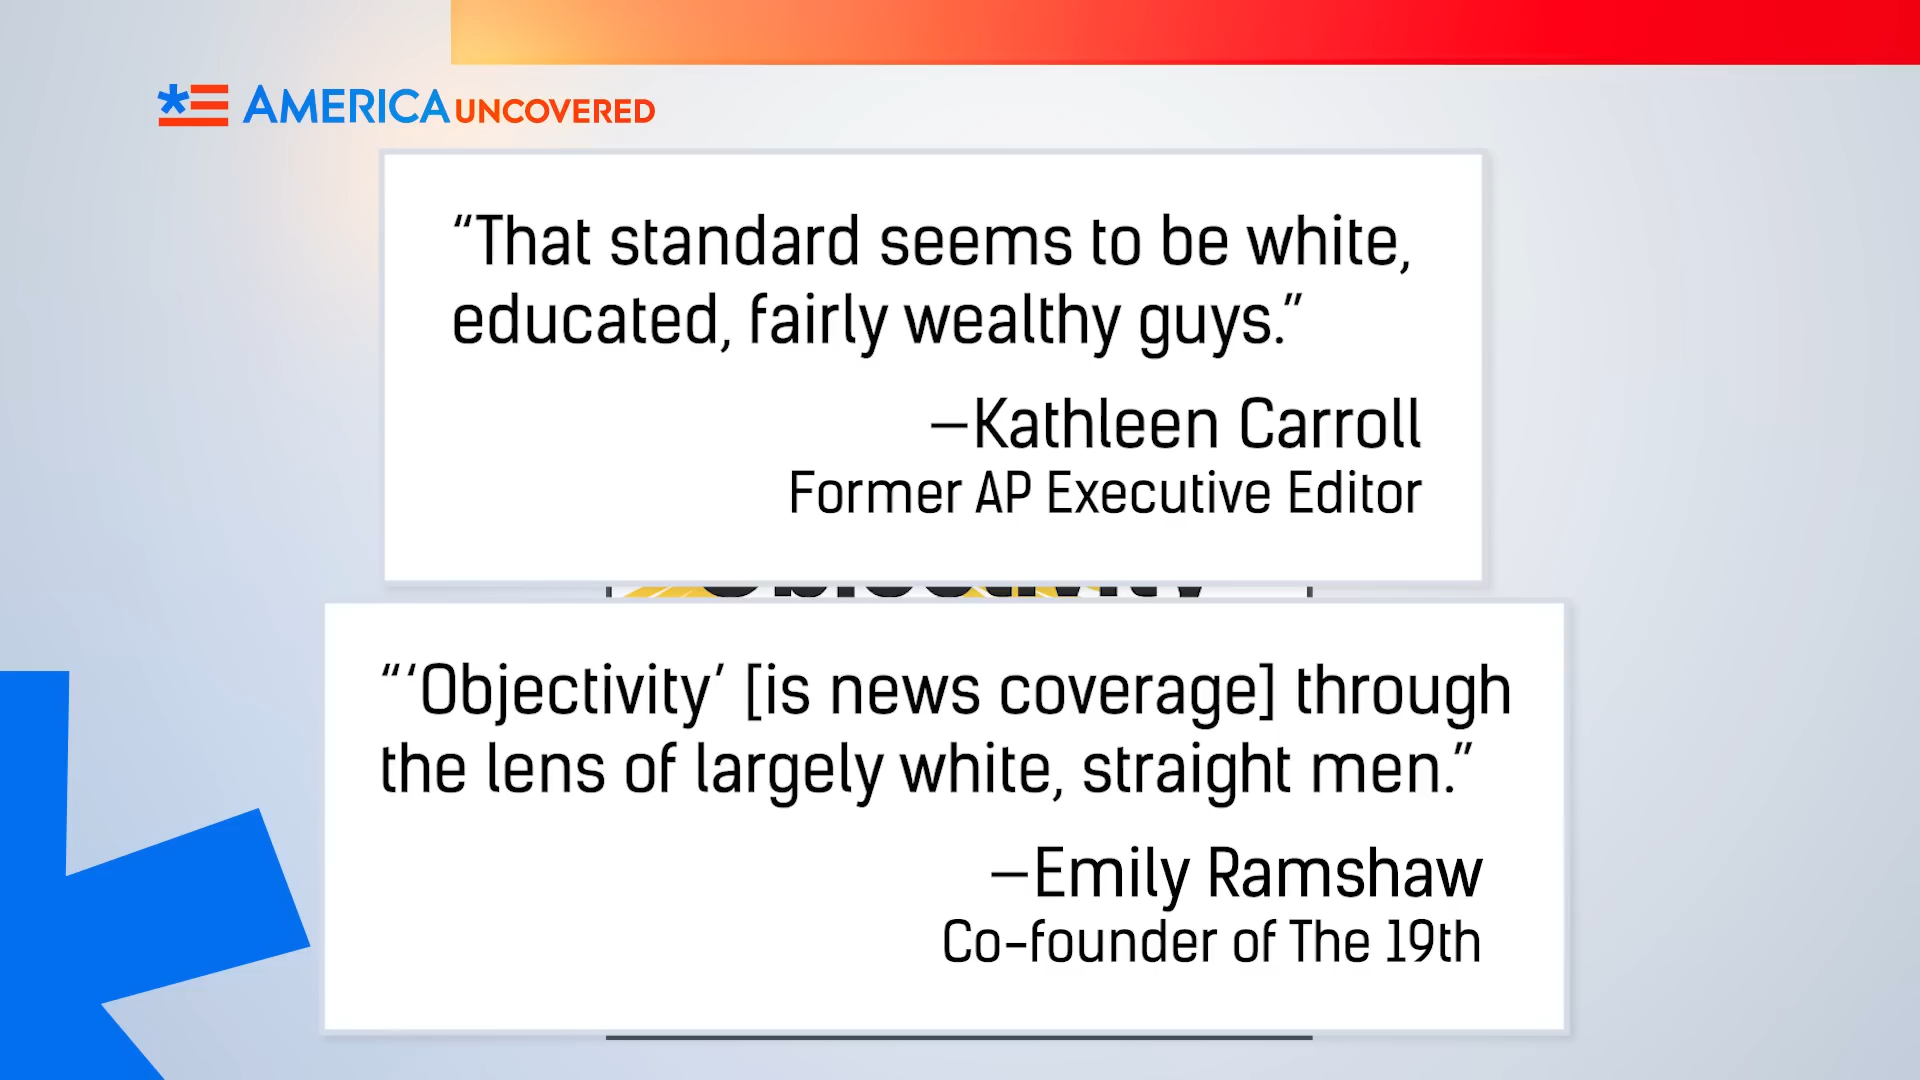 AMERICA UNCOVERED
“That standard seems to be white,
educated, fairly wealthy guys.”
–Kathleen Carroll
Former AP Executive Editor
Objectivity
“‘Objectivity’ [is news coverage] through
the lens of largely white, straight men.”
–Emily Ramshaw
Co-founder of The 19th